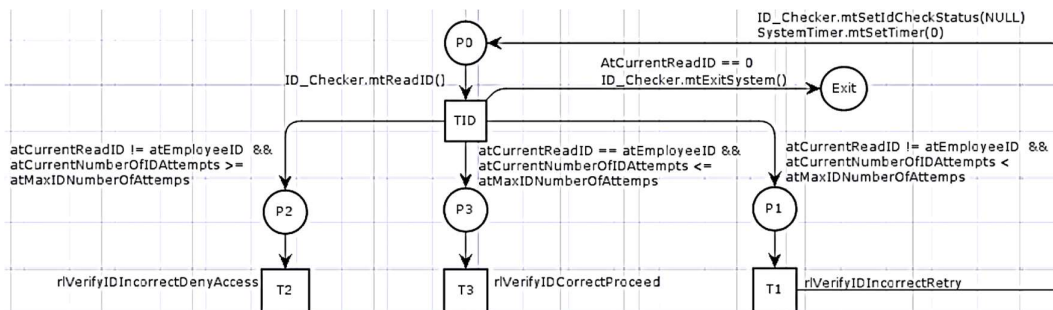 ID_Checker.mtSetIdCheckStatus(NULL)
SystemTimer.mtSetTimer(0)
P0
AtCurrentReadID == 0
ID_Checker.mtReadID()
ID_Checker.mtExitSystem()
Exit
TID
atCurrentReadID != atEmployeeID &&
atCurrentNumberOfIDAttempts >=
atMaxIDNumberOfAttemps
atCurrentReadID == atEmployeeID &&
atCurrentNumberOfIDAttempts <=
atMaxIDNumberOfAttemps
atCurrentReadID != atEmployeeID &&
atCurrentNumberOfIDAttempts <
atMaxIDNumberOfAttemps
P2
P3
P1
rlVerifyIDIncorrectDenyAccess
T2
T3
rlVerifyIDCorrectProceed
T1
rlVerifyIDIncorrectRetry